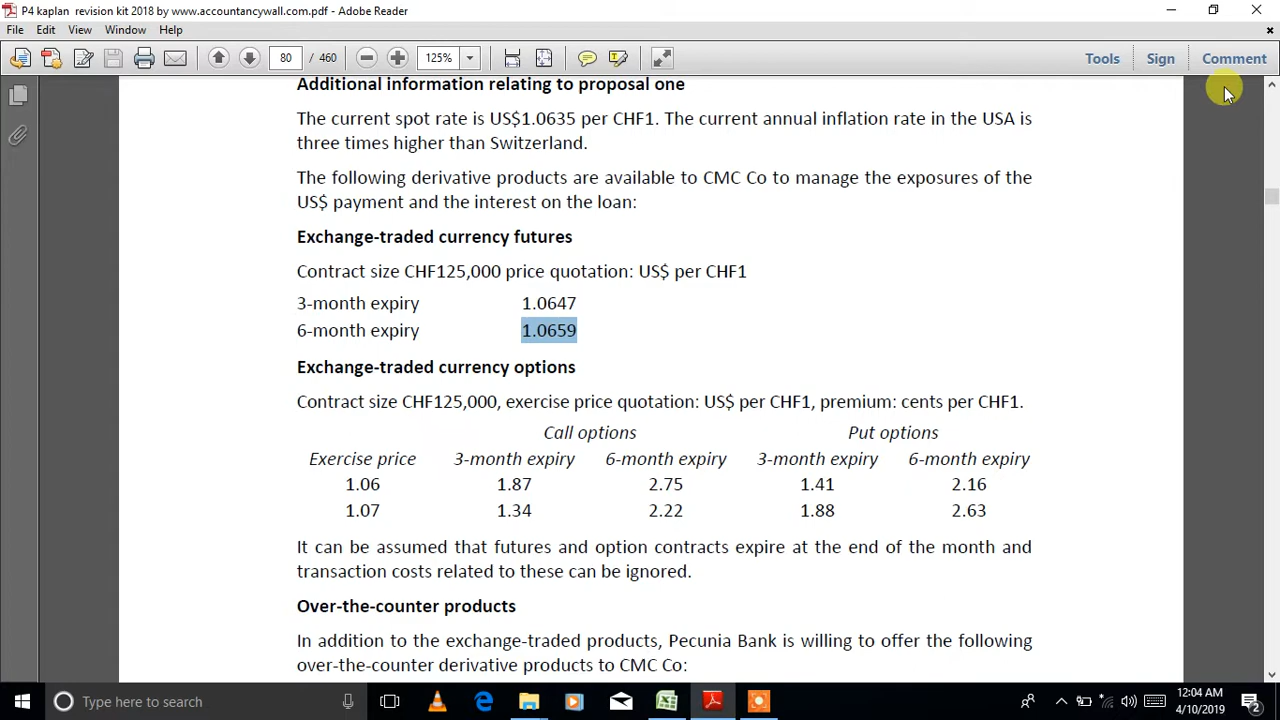 P4 kaplan  revision kit 2018 by www.accountancywall.com.pdf - Adobe Reader
File Edit View Window Help
80 / 460 125% Tools Sign Comment
Additional information relating to proposal one
The current spot rate is US$1.0635 per CHF1. The current annual inflation rate in the USA is
three times higher than Switzerland.
The following derivative products are available to CMC Co to manage the exposures of the
US$ payment and the interest on the loan:
Exchange-traded currency futures
Contract size CHF125,000 price quotation: US$ per CHF1
3-month expiry 1.0647
6-month expiry 1.0659
Exchange-traded currency options
Contract size CHF125,000, exercise price quotation: US$ per CHF1, premium: cents per CHF1.
Call options Put options
Exercise price 3-month expiry 6-month expiry 3-month expiry 6-month expiry
1.06 1.87 2.75 1.41 2.16
1.07 1.34 2.22 1.88 2.63
It can be assumed that futures and option contracts expire at the end of the month and
transaction costs related to these can be ignored.
Over-the-counter products
In addition to the exchange-traded products, Pecunia Bank is willing to offer the following
over-the-counter derivative products to CMC Co:
Type here to search
12:04 AM
4/10/2019
2